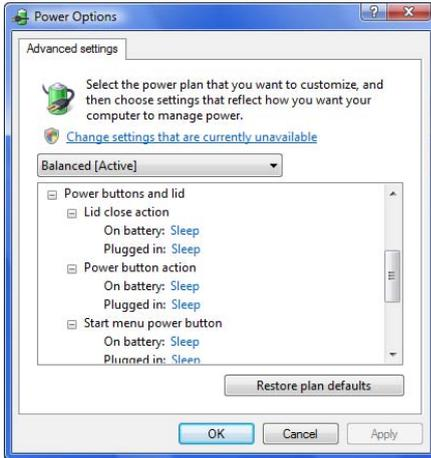 Power Options
Advanced settings
Select the power plan that you want to customize, and
then choose settings that reflect how you want your
computer to manage power.
Change settings that are currently unavailable
Balanced [Active]
Power buttons and lid
Lid close action
On battery: Sleep
Plugged in: Sleep
Power button action
On battery: Sleep
Plugged in: Sleep
Start menu power button
On battery: Sleep
Plugged in: Sleep
Restore plan defaults
OK Cancel Apply